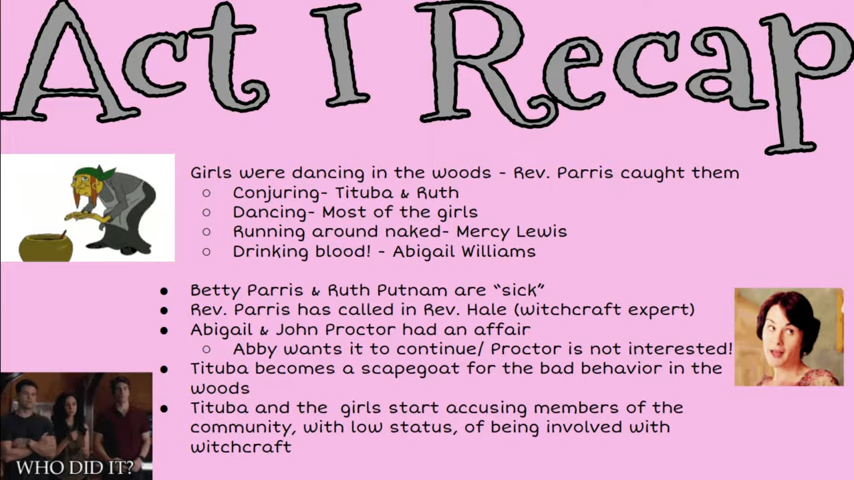 Act I Recap
Girls were dancing in the woods - Rev. Parris caught them
○ Conjuring- Tituba & Ruth
○ Dancing- Most of the girls
○ Running around naked- Mercy Lewis
○ Drinking blood! - Abigail Williams
● Betty Parris & Ruth Putnam are “sick”
● Rev. Parris has called in Rev. Hale (witchcraft expert)
● Abigail & John Proctor had an affair
○ Abby wants it to continue/ Proctor is not interested!
● Tituba becomes a scapegoat for the bad behavior in the
woods
● Tituba and the girls start accusing members of the
community, with low status, of being involved with
witchcraft
WHO DID IT?